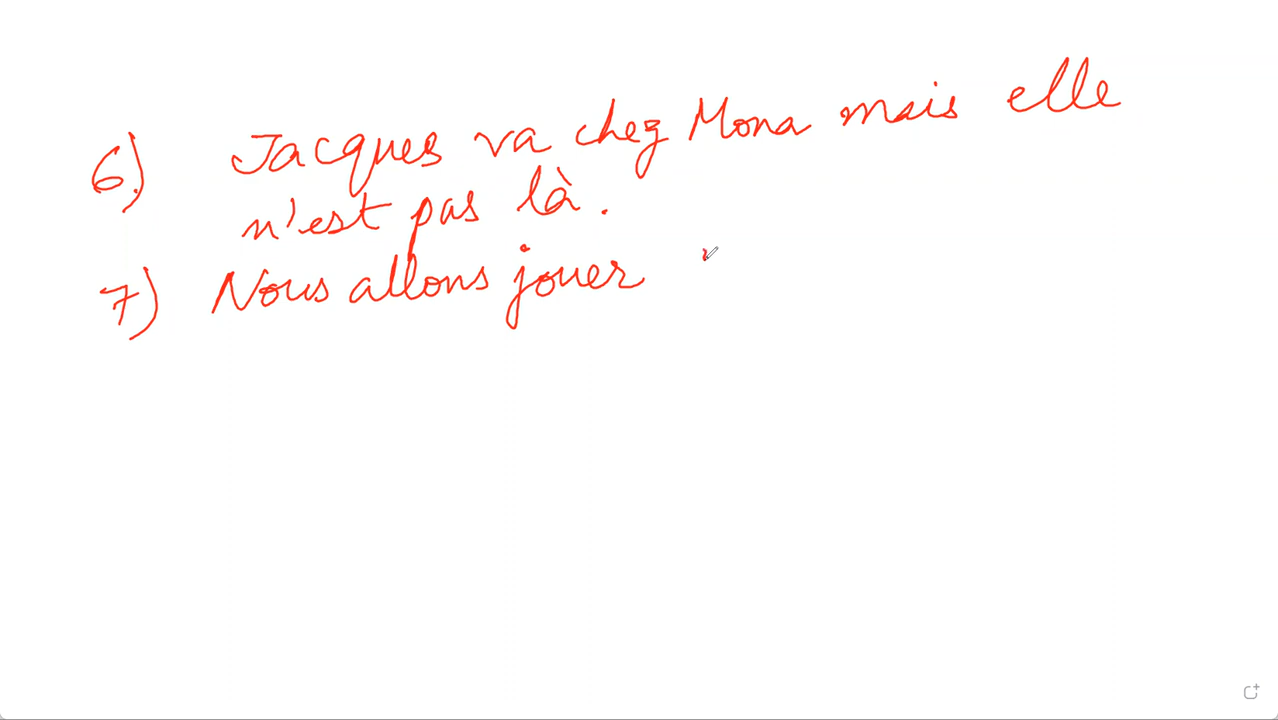 6.) Jacques va chez Mona mais elle
n'est pas là.
7) Nous allons jouer